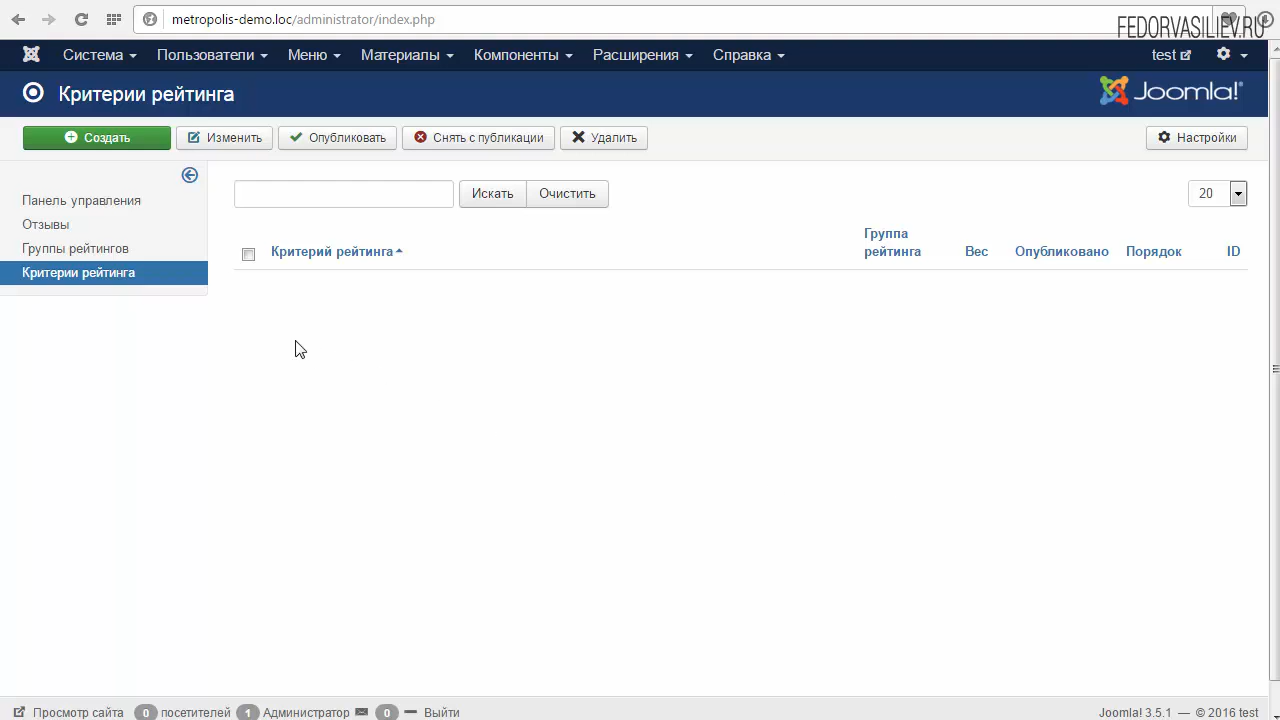 metropolis-demo.loc/administrator/index.php
FEDORVASILIEV.RU
Система Пользователи Меню Материалы Компоненты Расширения Справка test
Критерии рейтинга
Joomla!®
Создать Изменить Опубликовать Снять с публикации Удалить Настройки
Искать Очистить 20
Панель управления
Отзывы
Группы рейтингов
Критерии рейтинга
Критерий рейтинга Группа рейтинга Вес Опубликовано Порядок ID
Просмотр сайта 0 посетителей 1 Администратор 0 — Выйти Joomla! 3.5.1 — © 2016 test